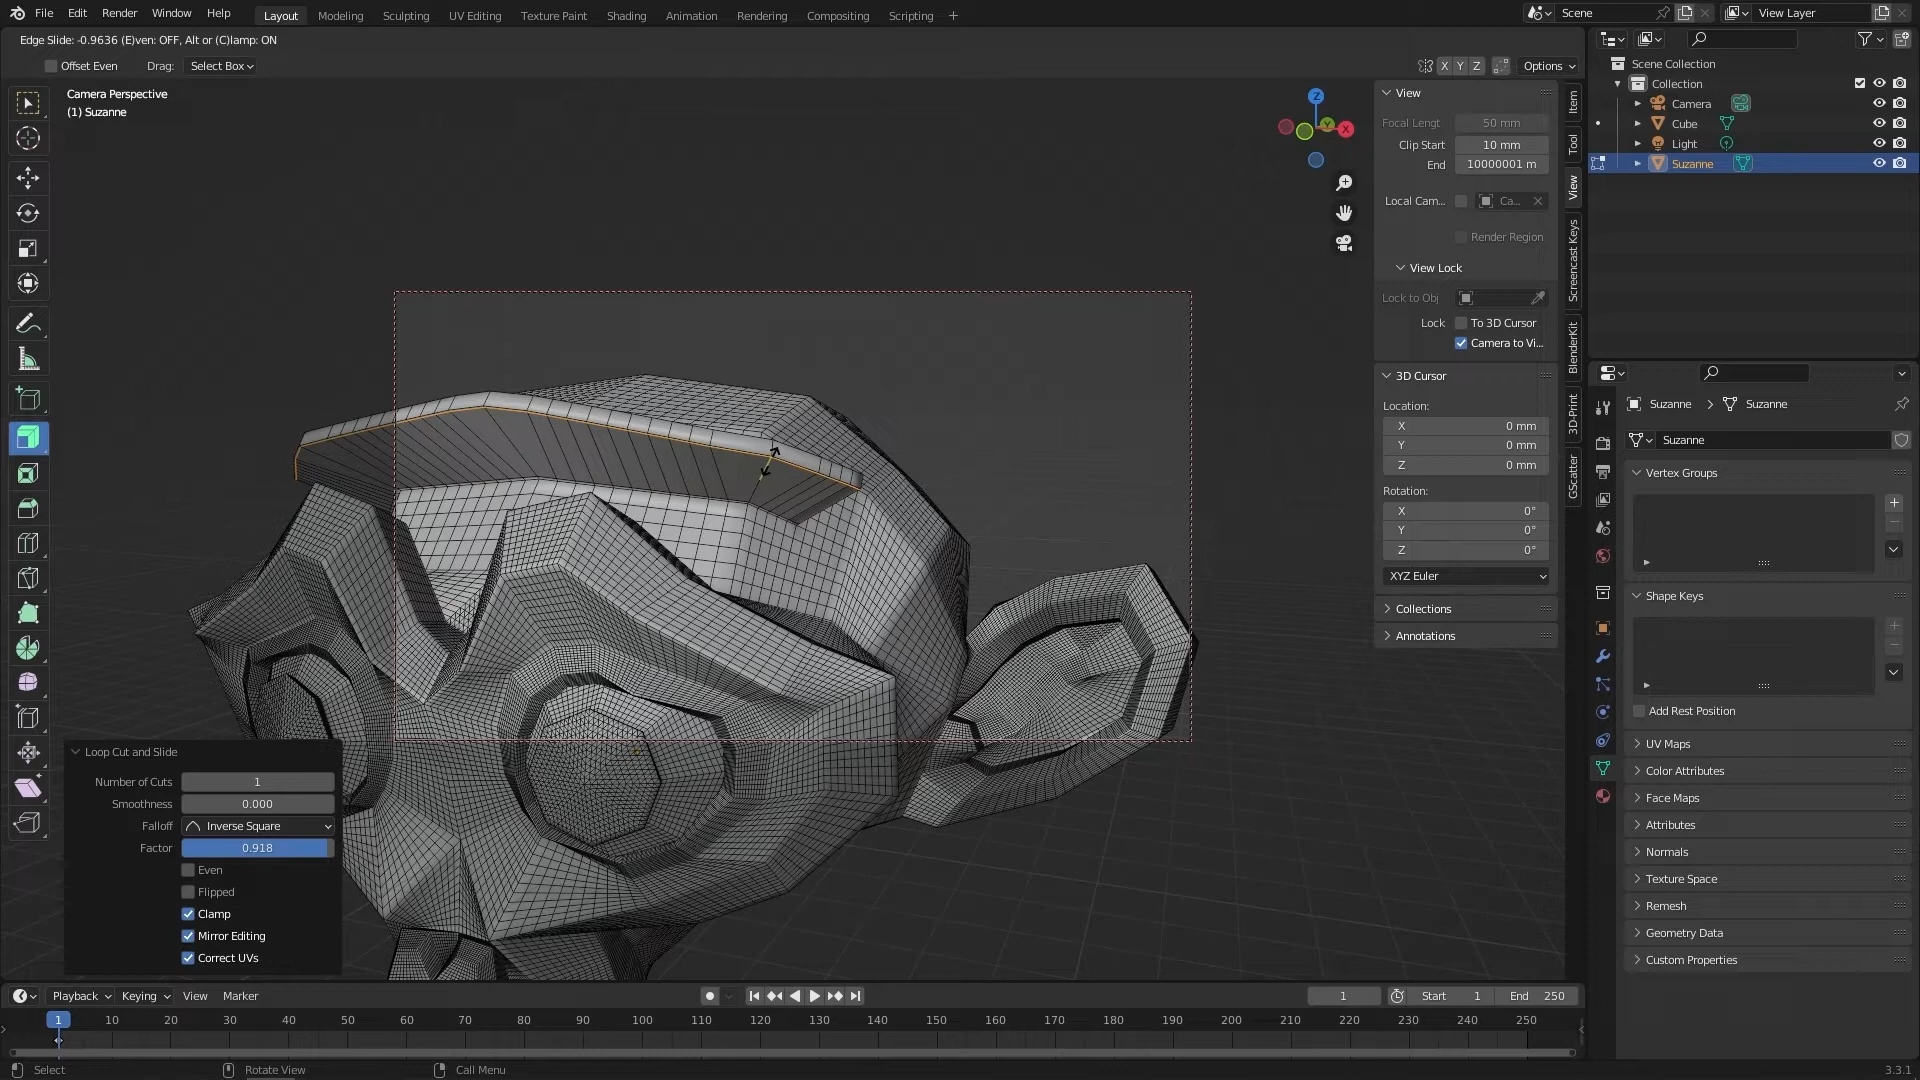 File Edit Render Window Help Layout Modeling Sculpting UV Editing Texture Paint Shading Animation Rendering Compositing Scripting + Scene View Layer
Edge Slide: -0.9636 (E)ven: OFF, Alt or (C)lamp: ON
Offset Even Drag: Select Box X Y Z Options
Camera Perspective
(1) Suzanne
Z
Y
X
View
Focal Lengt 50 mm
Clip Start 10 mm
End 10000001 m
Local Cam... Ca...
Render Region
View Lock
Lock to Obj
Lock To 3D Cursor
Camera to Vi...
3D Cursor
Location:
X 0 mm
Y 0 mm
Z 0 mm
Rotation:
X 0°
Y 0°
Z 0°
XYZ Euler
Collections
Annotations
Item
Tool
View
Screencast Keys
BlenderKit
3D-Print
GScatter
Scene Collection
Collection
Camera
Cube
Light
Suzanne
Suzanne > Suzanne
Suzanne
Vertex Groups
Shape Keys
Add Rest Position
UV Maps
Color Attributes
Face Maps
Attributes
Normals
Texture Space
Remesh
Geometry Data
Custom Properties
Loop Cut and Slide
Number of Cuts 1
Smoothness 0.000
Falloff Inverse Square
Factor 0.918
Even
Flipped
Clamp
Mirror Editing
Correct UVs
Playback Keying View Marker 1 Start 1 End 250
1 10 20 30 40 50 60 70 80 90 100 110 120 130 140 150 160 170 180 190 200 210 220 230 240 250
Select Rotate View Call Menu 3.3.1